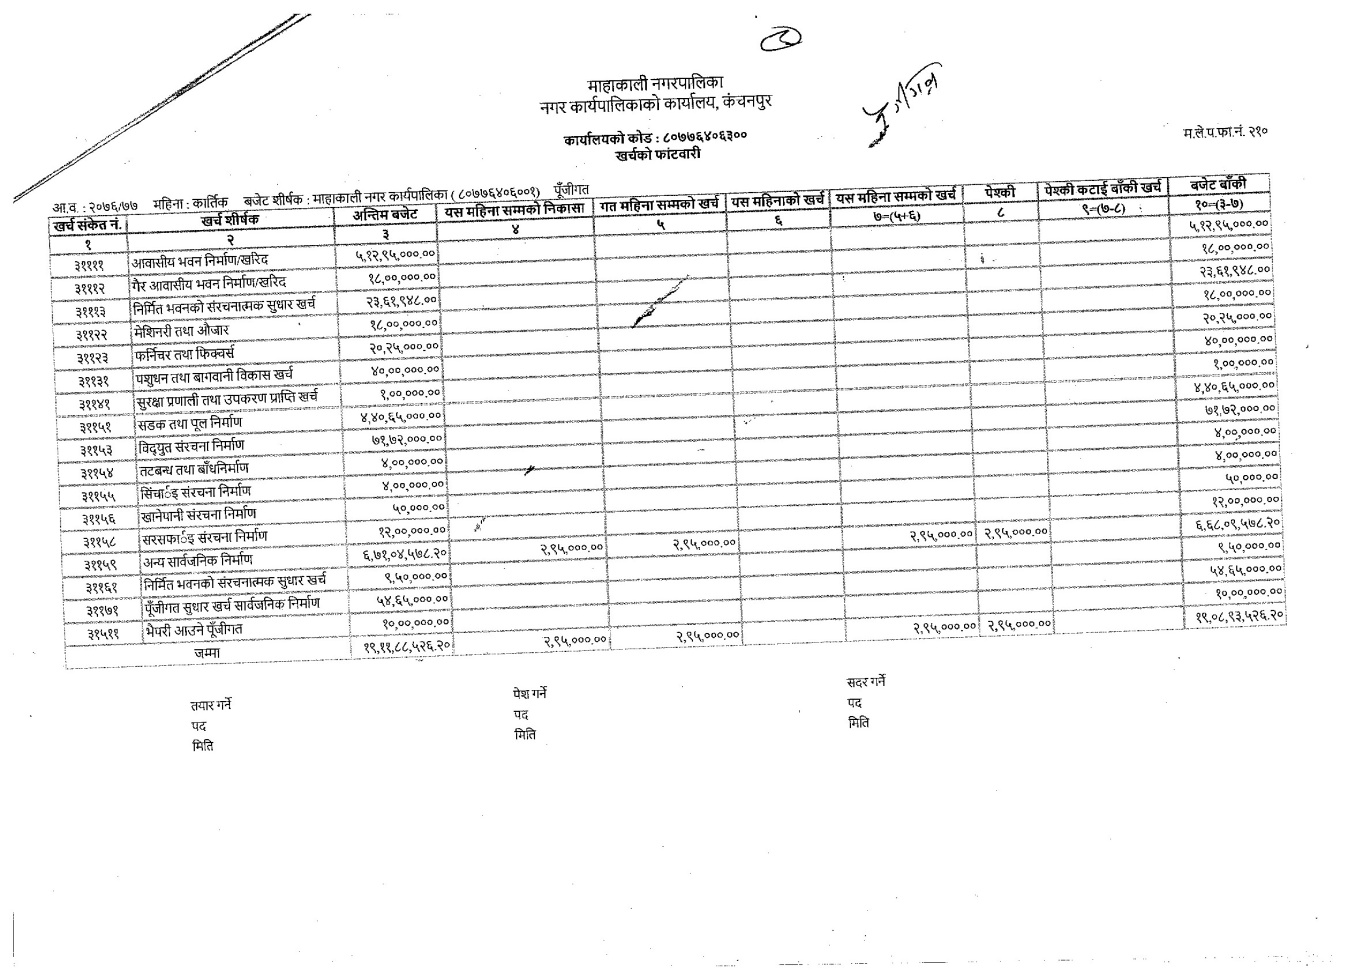 माहाकाली नगरपालिका
नगर कार्यपालिकाको कार्यालय, कंचनपुर
कार्यालयको कोड : ८०७७६४०६३००
खर्चको फांटवारी
म.ले.प.फा.नं. २१०
आ.व. : २०७६/७७ महिना : कार्तिक बजेट शीर्षक : माहाकाली नगर कार्यपालिका ( ८०७७६४०६००१) पूँजीगत
खर्च संकेत नं. खर्च शीर्षक अन्तिम बजेट यस महिना सम्मको निकासा गत महिना सम्मको खर्च यस महिनाको खर्च यस महिना सम्मको खर्च पेश्की पेश्की कटाई बाँकी खर्च बजेट बाँकी
१ २ ३ ४ ५ ६ ७=(५+६) ८ ९=(७-८) १०=(३-७)
३११११ आवासीय भवन निर्माण/खरिद ५,१२,९५,०००.०० ५,१२,९५,०००.००
३१११२ गैर आवासीय भवन निर्माण/खरिद १८,००,०००.०० १८,००,०००.००
३१११३ निर्मित भवनको संरचनात्मक सुधार खर्च २३,६१,९४८.०० २३,६१,९४८.००
३११२२ मेशिनरी तथा औजार १८,००,०००.०० १८,००,०००.००
३११२३ फर्निचर तथा फिक्चर्स २०,२५,०००.०० २०,२५,०००.००
३११३१ पशुधन तथा बागवानी विकास खर्च ४०,००,०००.०० ४०,००,०००.००
३११४१ सुरक्षा प्रणाती तथा उपकरण प्राप्ति खर्च १,००,०००.०० १,००,०००.००
३११५१ सडक तथा पूल निर्माण ४,४०,६५,०००.०० ४,४०,६५,०००.००
३११५३ विद्युत संरचना निर्माण ७१,७२,०००.०० ७१,७२,०००.००
३११५४ तटबन्ध तथा बाँधनिर्माण ४,००,०००.०० ४,००,०००.००
३११५५ सिंचार्इ संरचना निर्माण ४,००,०००.०० ४,००,०००.००
३११५६ खानेपानी संरचना निर्माण ५०,०००.०० ५०,०००.००
३११५८ सरसफार्इ संरचना निर्माण १२,००,०००.०० १२,००,०००.००
३११५९ अन्य सार्वजनिक निर्माण ६,७१,०४,५७८.२० २,९५,०००.०० २,९५,०००.०० २,९५,०००.०० २,९५,०००.०० ६,६८,०९,५७८.२०
३११६१ निर्मित भवनको संरचनात्मक सुधार खर्च ९,५०,०००.०० ९,५०,०००.००
३११७१ पूँजीगत सुधार खर्च सार्वजनिक निर्माण ५४,६५,०००.०० ५४,६५,०००.००
३१५११ भैपरी आउने पूँजीगत १०,००,०००.०० १०,००,०००.००
जम्मा १९,११,८८,५२६.२० २,९५,०००.०० २,९५,०००.०० २,९५,०००.०० २,९५,०००.०० १९,०८,९३,५२६.२०
तयार गर्ने पेश गर्ने सदर गर्ने
पद पद पद
मिति मिति मिति